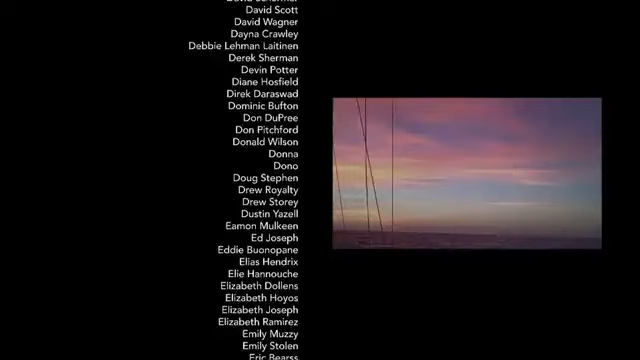 David Scott
David Wagner
Dayna Crawley
Debbie Lehman Laitinen
Derek Sherman
Devin Potter
Diane Hosfield
Direk Daraswad
Dominic Bufton
Don DuPree
Don Pitchford
Donald Wilson
Donna
Dono
Doug Stephen
Drew Royalty
Drew Storey
Dustin Yazell
Eamon Mulkeen
Ed Joseph
Eddie Buonopane
Elias Hendrix
Elie Hannouche
Elizabeth Dollens
Elizabeth Hoyos
Elizabeth Joseph
Elizabeth Ramirez
Emily Muzzy
Emily Stolen
Eric Bearss